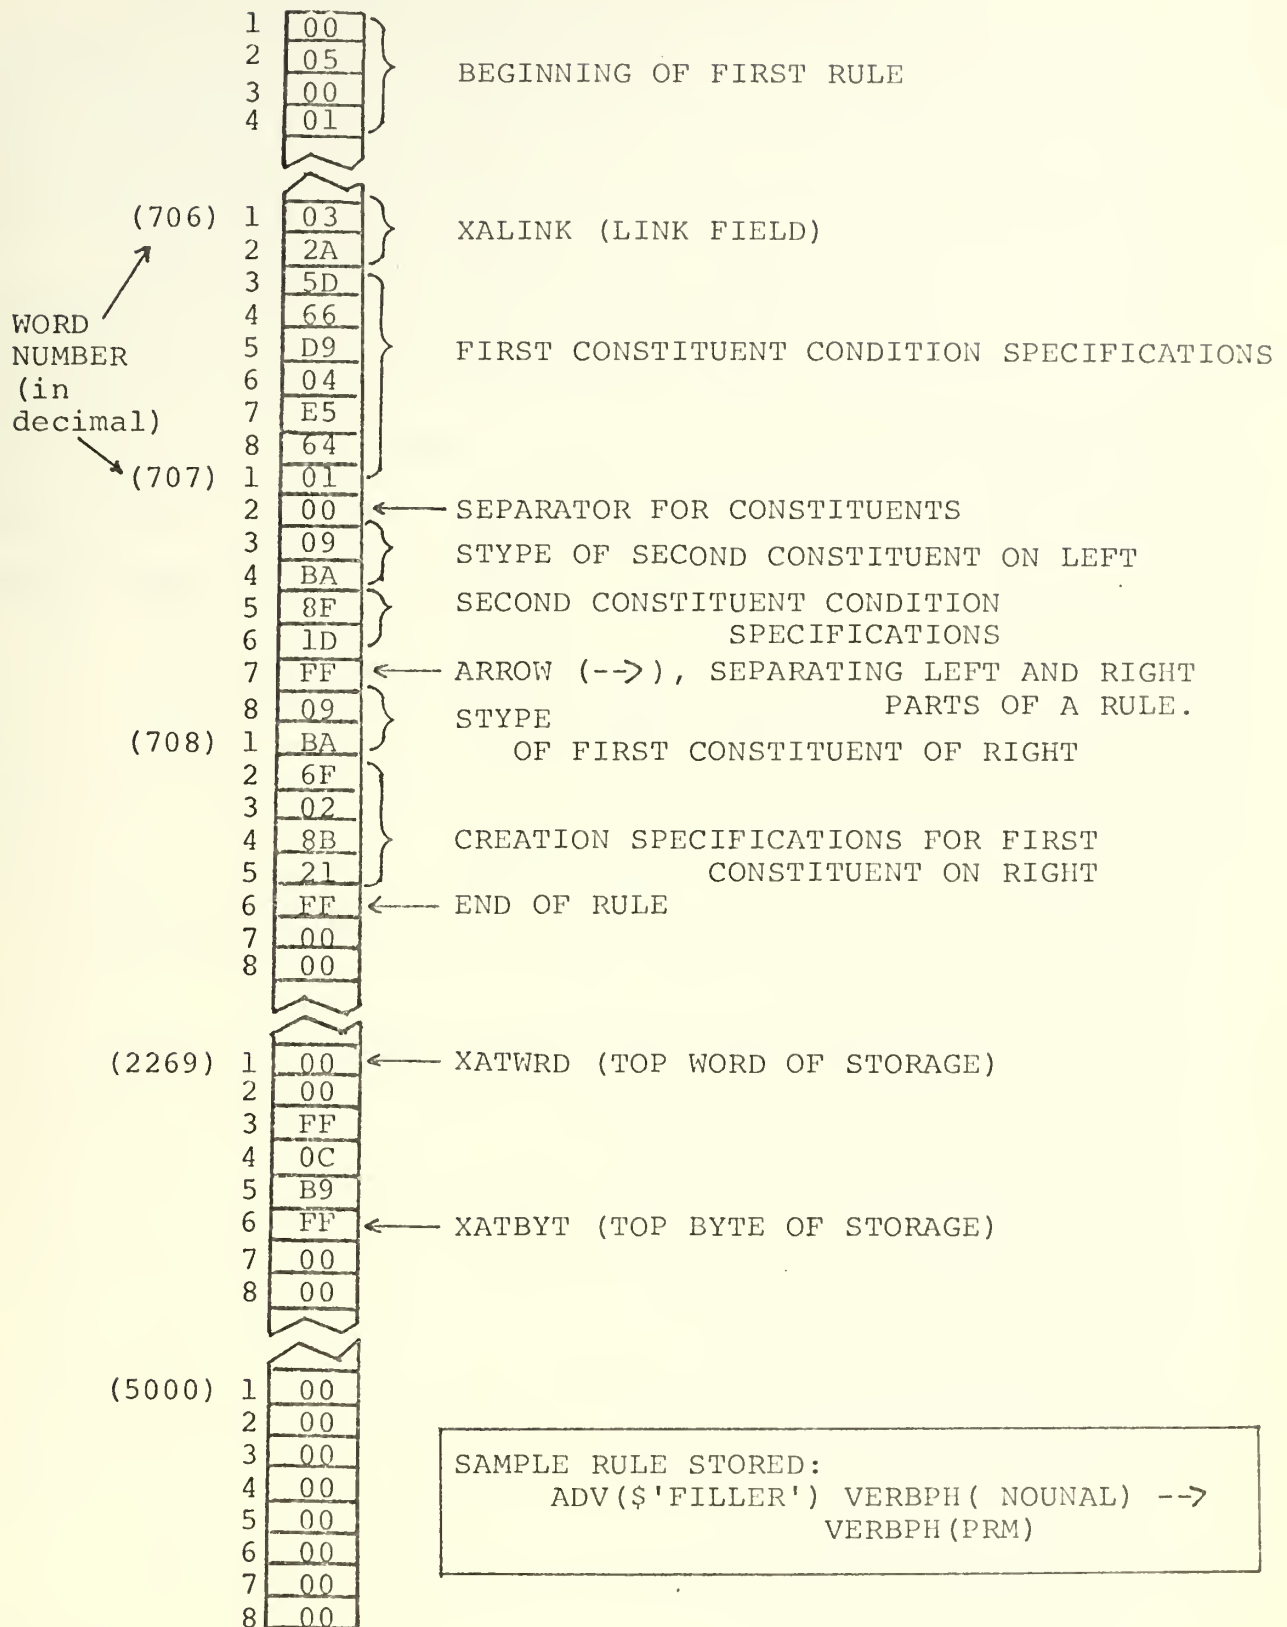 1 00
2 05 BEGINNING OF FIRST RULE
3 00
4 01
(706) 1 03 XALINK (LINK FIELD)
2 2A
3 5D
WORD 4 66
NUMBER 5 D9 FIRST CONSTITUENT CONDITION SPECIFICATIONS
(in 6 04
decimal) 7 E5
8 64
(707) 1 01
2 00 <— SEPARATOR FOR CONSTITUENTS
3 09 STYPE OF SECOND CONSTITUENT ON LEFT
4 BA
5 8F SECOND CONSTITUENT CONDITION
6 1D SPECIFICATIONS
7 FF <— ARROW (-->), SEPARATING LEFT AND RIGHT
8 09 STYPE PARTS OF A RULE.
(708) 1 BA OF FIRST CONSTITUENT OF RIGHT
2 6F
3 02
4 8B CREATION SPECIFICATIONS FOR FIRST
5 21 CONSTITUENT ON RIGHT
6 FF <— END OF RULE
7 00
8 00
(2269) 1 00 <— XATWRD (TOP WORD OF STORAGE)
2 00
3 FF
4 0C
5 B9
6 FF <— XATBYT (TOP BYTE OF STORAGE)
7 00
8 00
(5000) 1 00
2 00
3 00
4 00
5 00
6 00
7 00
8 00
SAMPLE RULE STORED:
ADV($'FILLER') VERBPH( NOUNAL) -->
VERBPH(PRM)